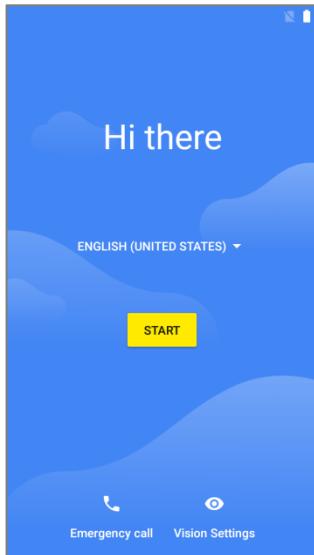 Hi there
ENGLISH (UNITED STATES)
START
Emergency call Vision Settings